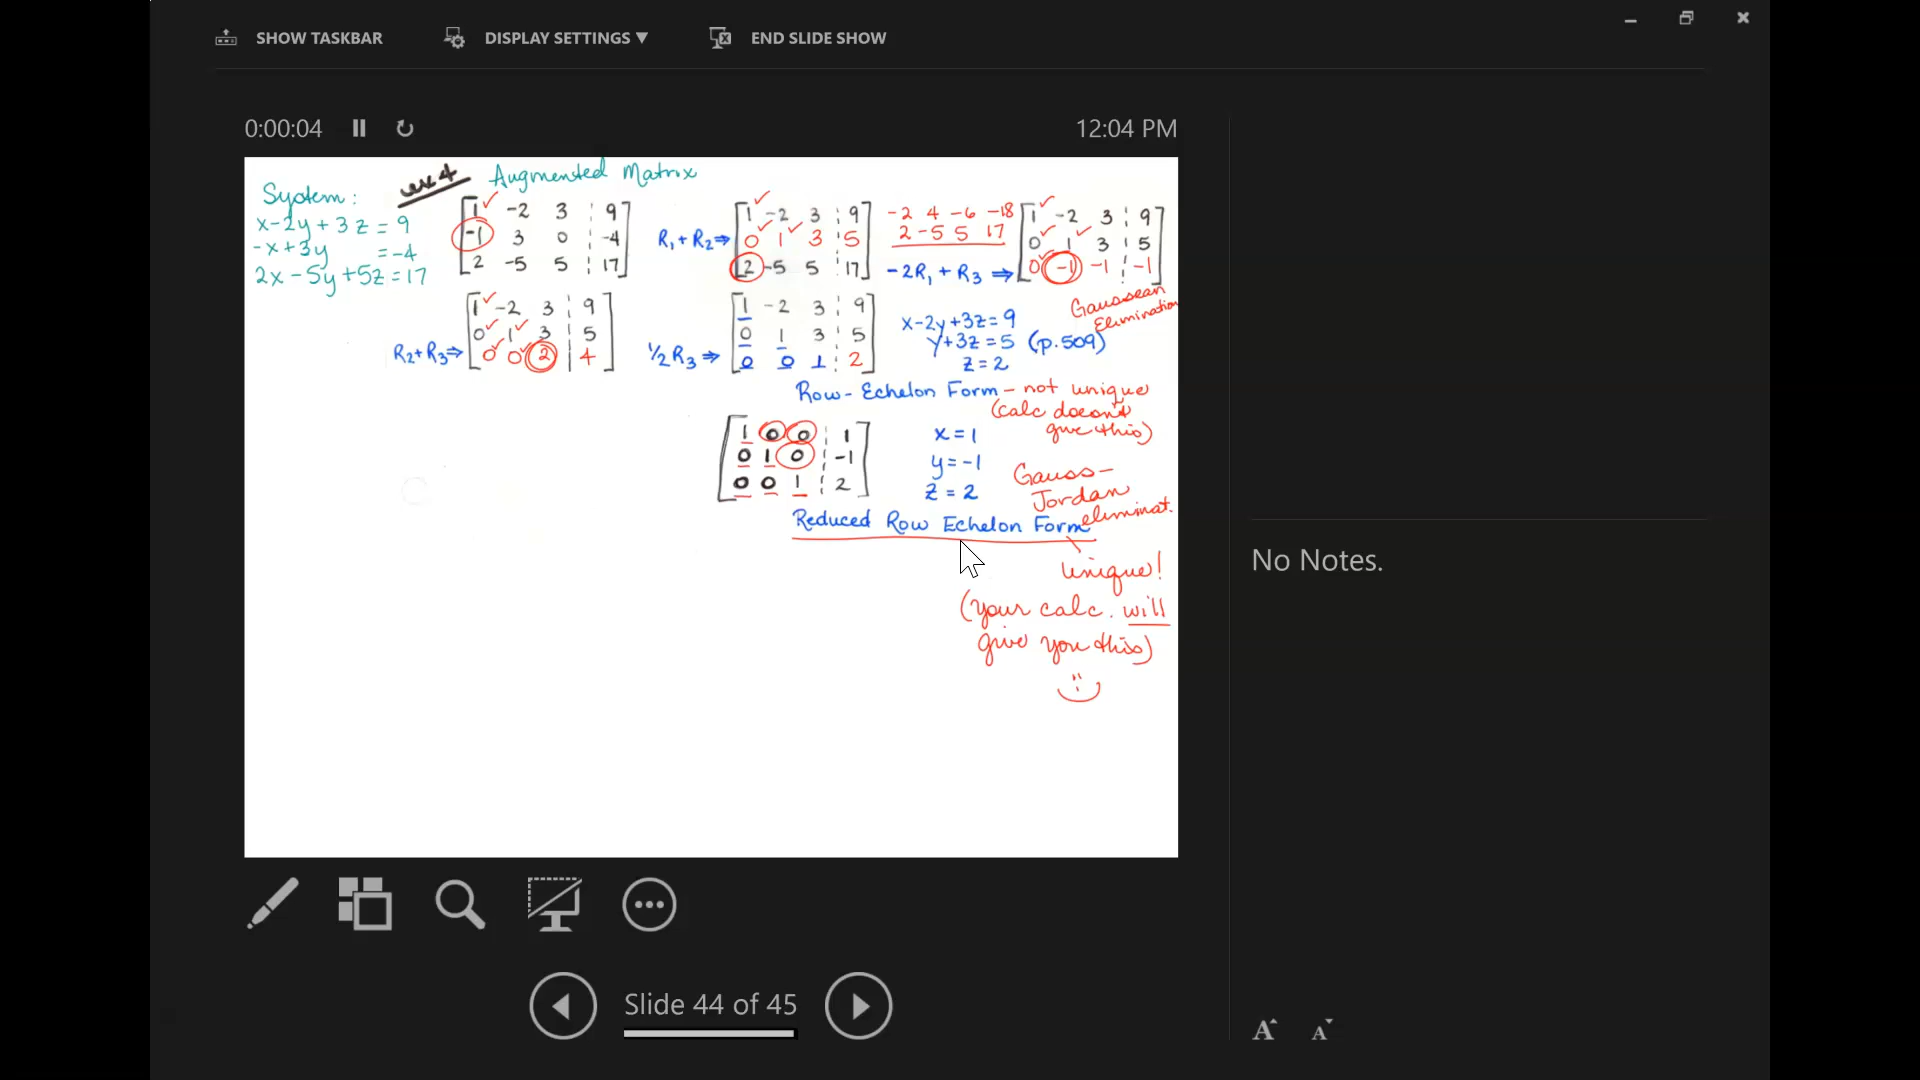 SHOW TASKBAR
DISPLAY SETTINGS ▼
END SLIDE SHOW
0:00:04
12:04 PM
System:
x-2y+3z=9
-x+3y =-4
2x-5y+5z=17
Augmented Matrix
1 -2 3 9
-1 3 0 -4
2 -5 5 17
R1+R2⇒
1 -2 3 9
0 1 3 5
2 -5 5 17
-2 4 -6 -18
2 -5 5 17
-2R1+R3⇒
1 -2 3 9
0 1 3 5
0 -1 -1 -1
Gaussean
Elimination
R2+R3⇒
1 -2 3 9
0 1 3 5
0 0 2 4
1/2 R3⇒
1 -2 3 9
0 1 3 5
0 0 1 2
x-2y+3z=9
y+3z=5 (p.509)
z=2
Row-Echelon Form - not unique
(calc doesn't
give this)
1 0 0 1
0 1 0 -1
0 0 1 2
x=1
y=-1
z=2
Gauss-
Jordan
eliminat.
Reduced Row Echelon Form
unique!
(your calc. will
give you this)
No Notes.
Slide 44 of 45
A A